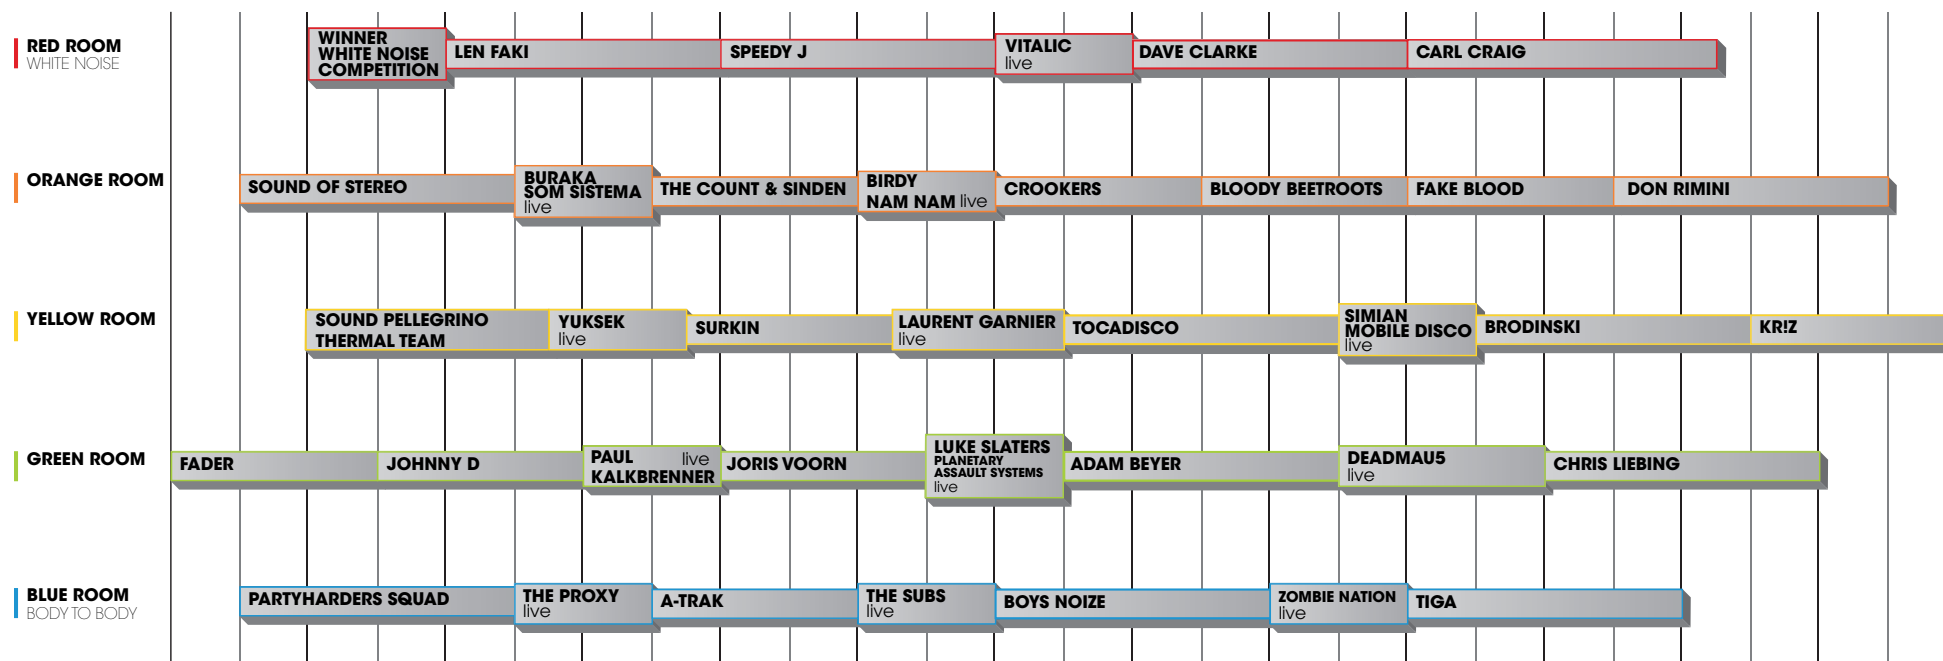 RED ROOM
WHITE NOISE
WINNER
WHITE NOISE
COMPETITION
LEN FAKI
SPEEDY J
VITALIC
live
DAVE CLARKE
CARL CRAIG
ORANGE ROOM
SOUND OF STEREO
BURAKA
SOM SISTEMA
live
THE COUNT & SINDEN
BIRDY
NAM NAM live
CROOKERS
BLOODY BEETROOTS
FAKE BLOOD
DON RIMINI
YELLOW ROOM
SOUND PELLEGRINO
THERMAL TEAM
YUKSEK
live
SURKIN
LAURENT GARNIER
live
TOCADISCO
SIMIAN
MOBILE DISCO
live
BRODINSKI
KR!Z
GREEN ROOM
FADER
JOHNNY D
PAUL live
KALKBRENNER
JORIS VOORN
LUKE SLATERS
PLANETARY
ASSAULT SYSTEMS
live
ADAM BEYER
DEADMAU5
live
CHRIS LIEBING
BLUE ROOM
BODY TO BODY
PARTYHARDERS SQUAD
THE PROXY
live
A-TRAK
THE SUBS
live
BOYS NOIZE
ZOMBIE NATION
live
TIGA